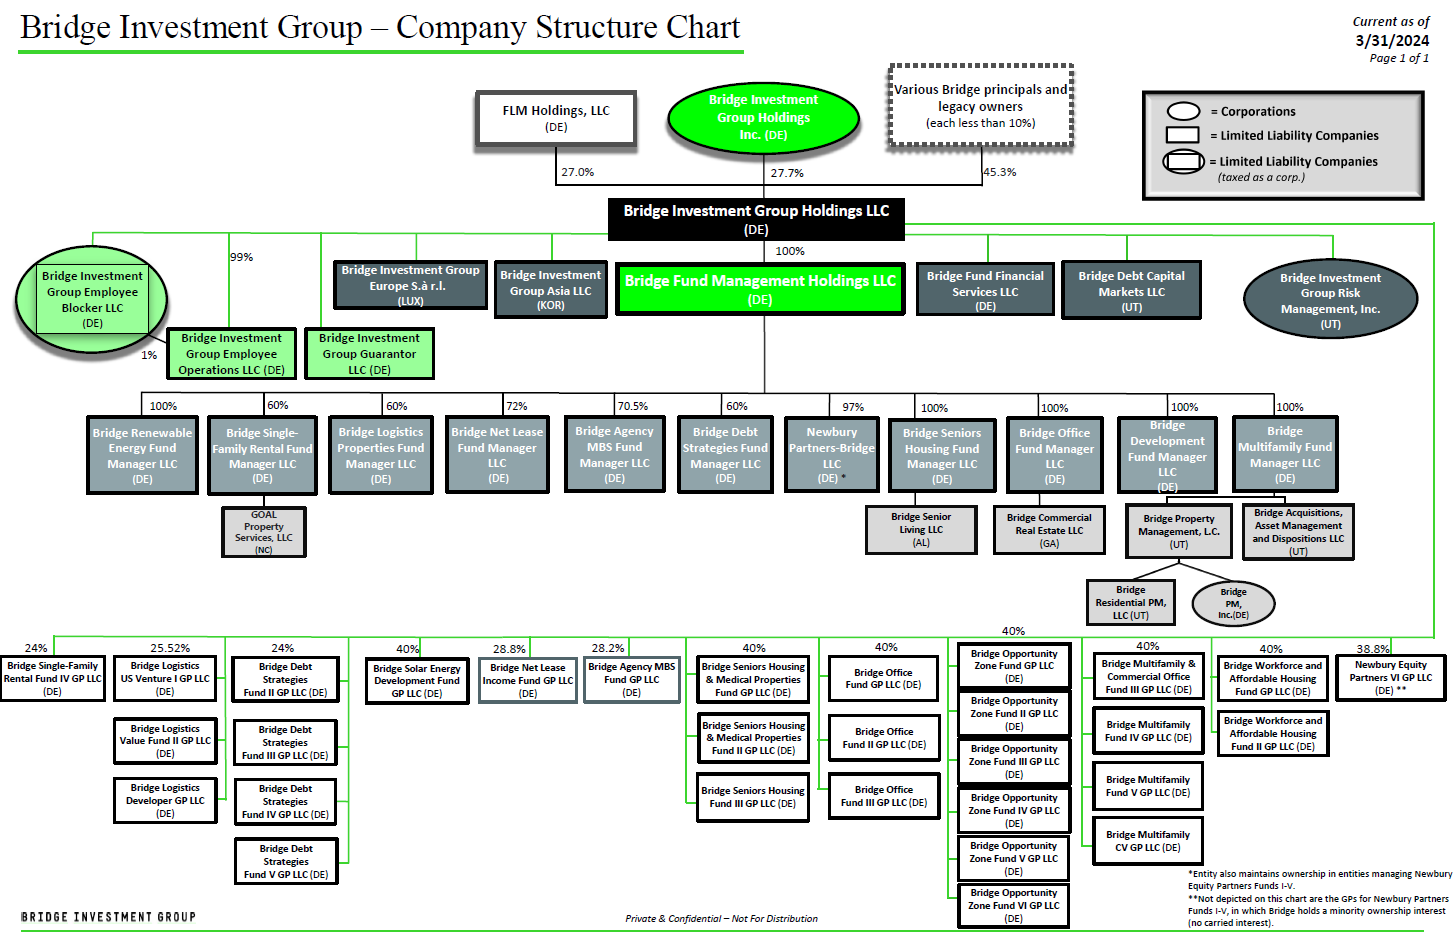 Bridge Investment Group – Company Structure Chart
Current as of
3/31/2024
Page 1 of 1
FLM Holdings, LLC
(DE)
Bridge Investment
Group Holdings
Inc. (DE)
Various Bridge principals and
legacy owners
(each less than 10%)
= Corporations
= Limited Liability Companies
= Limited Liability Companies
(taxed as a corp.)
27.0%
27.7%
45.3%
Bridge Investment Group Holdings LLC
(DE)
100%
99%
1%
Bridge Investment
Group Employee
Blocker LLC
(DE)
Bridge Investment
Group Employee
Operations LLC (DE)
Bridge Investment
Group Guarantor
LLC (DE)
Bridge Investment Group
Europe S.à r.l.
(LUX)
Bridge Investment
Group Asia LLC
(KOR)
Bridge Fund Management Holdings LLC
(DE)
Bridge Fund Financial
Services LLC
(DE)
Bridge Debt Capital
Markets LLC
(UT)
Bridge Investment
Group Risk
Management, Inc.
(UT)
100%
Bridge Renewable
Energy Fund
Manager LLC
(DE)
60%
Bridge Single-
Family Rental Fund
Manager LLC
(DE)
60%
Bridge Logistics
Properties Fund
Manager LLC
(DE)
72%
Bridge Net Lease
Fund Manager
LLC
(DE)
70.5%
Bridge Agency
MBS Fund
Manager LLC
(DE)
60%
Bridge Debt
Strategies Fund
Manager LLC
(DE)
97%
Newbury
Partners-Bridge
LLC
(DE) *
100%
Bridge Seniors
Housing Fund
Manager LLC
(DE)
100%
Bridge Office
Fund Manager
LLC
(DE)
100%
Bridge
Development
Fund Manager
LLC
(DE)
100%
Bridge
Multifamily Fund
Manager LLC
(DE)
GOAL
Property
Services, LLC
(NC)
Bridge Senior
Living LLC
(AL)
Bridge Commercial
Real Estate LLC
(GA)
Bridge Property
Management, L.C.
(UT)
Bridge Acquisitions,
Asset Management
and Dispositions LLC
(UT)
Bridge
Residential PM,
LLC (UT)
Bridge
PM,
Inc.(DE)
24%
Bridge Single-Family
Rental Fund IV GP LLC
(DE)
25.52%
Bridge Logistics
US Venture I GP LLC
(DE)
Bridge Logistics
Value Fund II GP LLC
(DE)
Bridge Logistics
Developer GP LLC
(DE)
24%
Bridge Debt
Strategies
Fund II GP LLC (DE)
Bridge Debt
Strategies
Fund III GP LLC (DE)
Bridge Debt
Strategies
Fund IV GP LLC (DE)
Bridge Debt
Strategies
Fund V GP LLC (DE)
40%
Bridge Solar Energy
Development Fund
GP LLC (DE)
28.8%
Bridge Net Lease
Income Fund GP LLC
(DE)
28.2%
Bridge Agency MBS
Fund GP LLC
(DE)
40%
Bridge Seniors Housing
& Medical Properties
Fund GP LLC (DE)
Bridge Seniors Housing
& Medical Properties
Fund II GP LLC (DE)
Bridge Seniors Housing
Fund III GP LLC (DE)
40%
Bridge Office
Fund GP LLC (DE)
Bridge Office
Fund II GP LLC (DE)
Bridge Office
Fund III GP LLC (DE)
40%
Bridge Opportunity
Zone Fund GP LLC
(DE)
Bridge Opportunity
Zone Fund II GP LLC
(DE)
Bridge Opportunity
Zone Fund III GP LLC
(DE)
Bridge Opportunity
Zone Fund IV GP LLC
(DE)
Bridge Opportunity
Zone Fund V GP LLC
(DE)
Bridge Opportunity
Zone Fund VI GP LLC
(DE)
40%
Bridge Multifamily &
Commercial Office
Fund III GP LLC (DE)
Bridge Multifamily
Fund IV GP LLC (DE)
Bridge Multifamily
Fund V GP LLC (DE)
Bridge Multifamily
CV GP LLC (DE)
40%
Bridge Workforce and
Affordable Housing
Fund GP LLC (DE)
Bridge Workforce and
Affordable Housing
Fund II GP LLC (DE)
38.8%
Newbury Equity
Partners VI GP LLC
(DE) **
*Entity also maintains ownership in entities managing Newbury
Equity Partners Funds I-V.
**Not depicted on this chart are the GPs for Newbury Partners
Funds I-V, in which Bridge holds a minority ownership interest
(no carried interest).
BRIDGE INVESTMENT GROUP
Private & Confidential – Not For Distribution